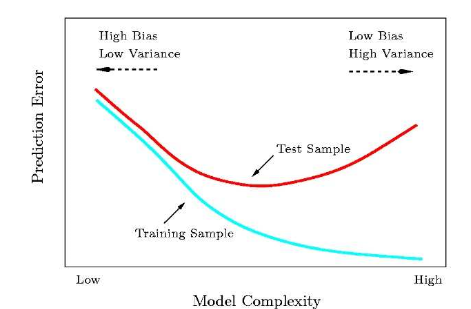 High Bias
Low Variance
Low Bias
High Variance
Prediction Error
Test Sample
Training Sample
Low
High
Model Complexity